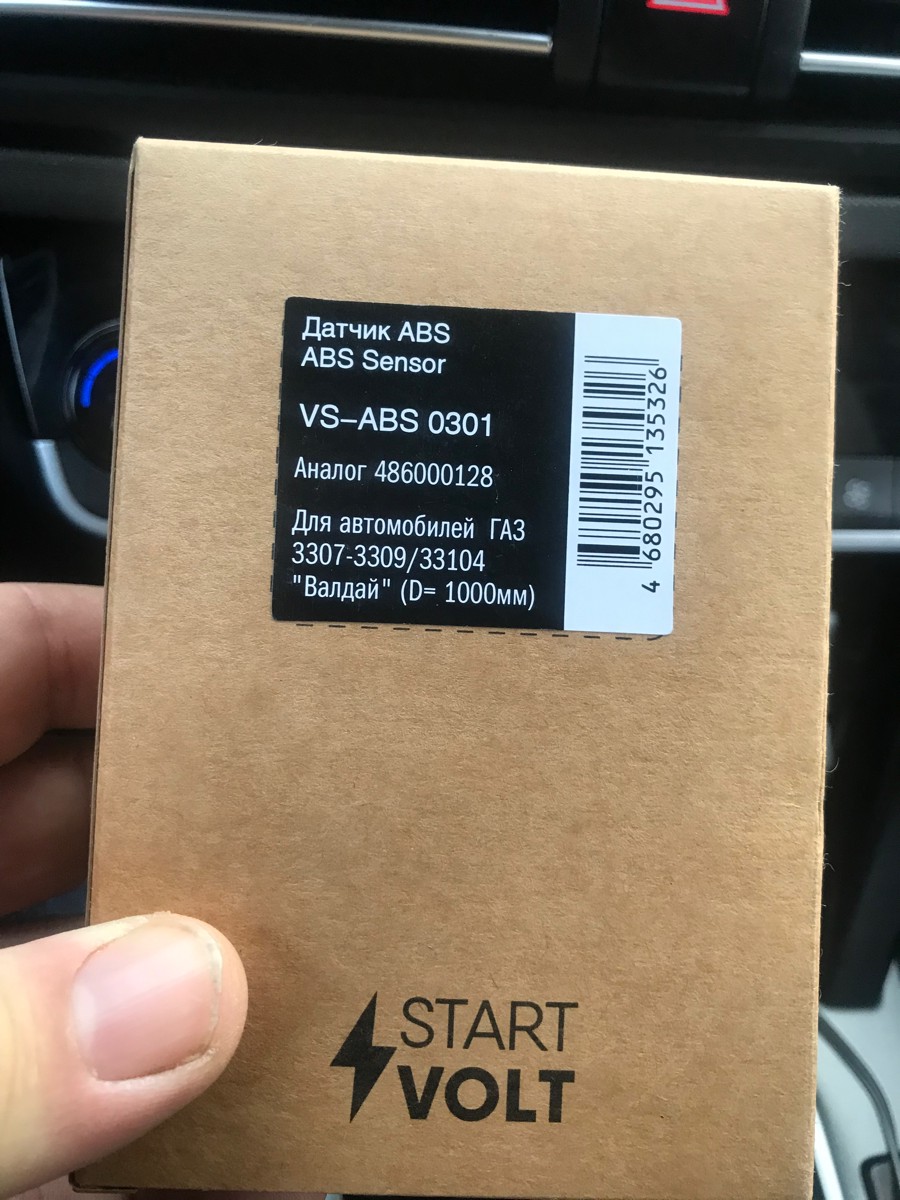 Датчик ABS
ABS Sensor
VS–ABS 0301
Аналог 486000128
Для автомобилей ГАЗ
3307-3309/33104
"Валдай" (D= 1000мм)
4 680295 135326
START
VOLT